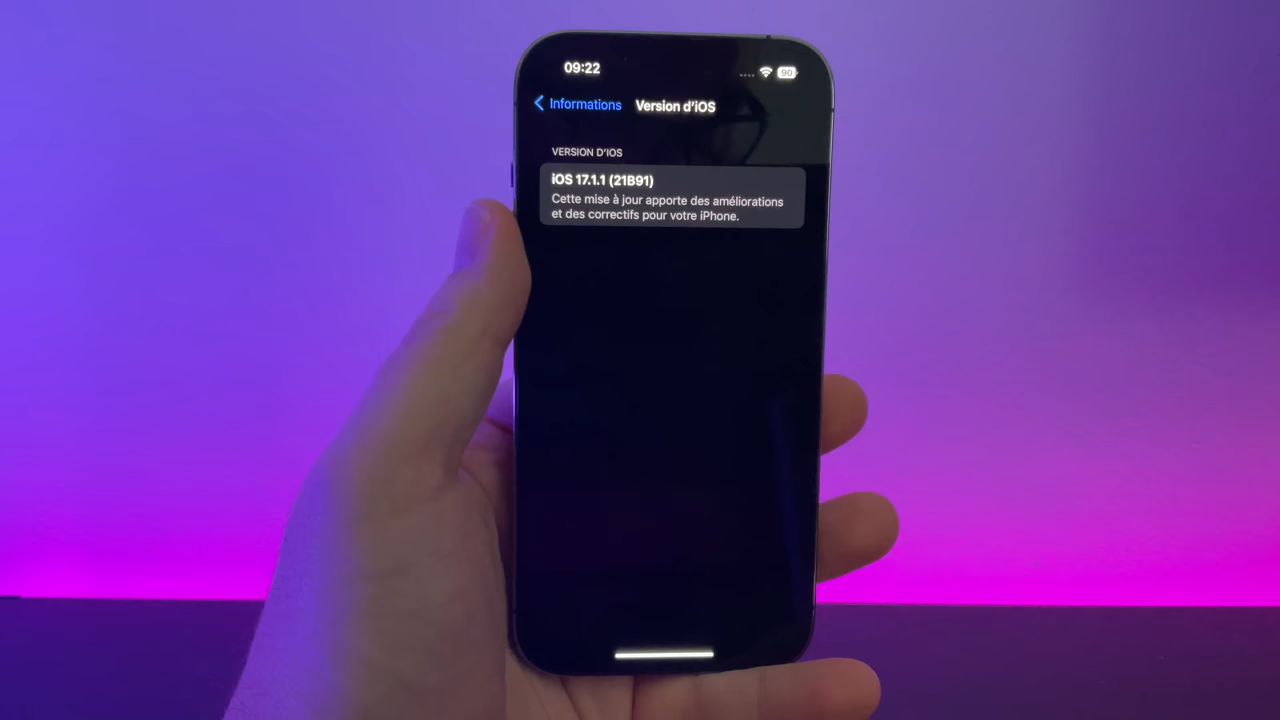 09:22
90
Informations Version d'iOS
VERSION D'IOS
iOS 17.1.1 (21B91)
Cette mise à jour apporte des améliorations
et des correctifs pour votre iPhone.